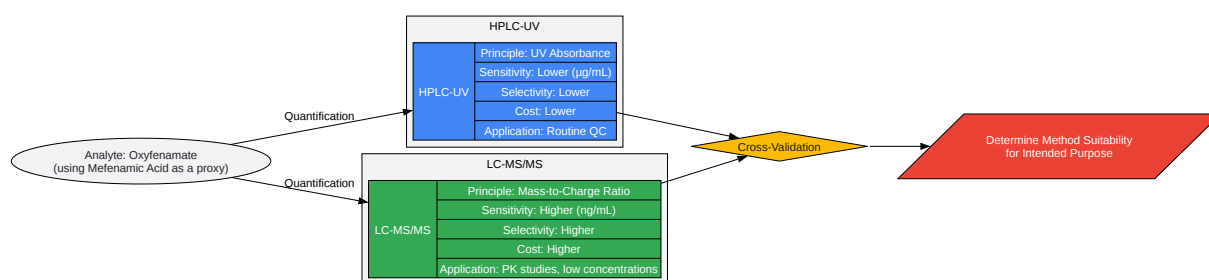 HPLC-UV
HPLC-UV
Principle: UV Absorbance
Sensitivity: Lower (µg/mL)
Selectivity: Lower
Cost: Lower
Application: Routine QC
Quantification
Analyte: Oxyfenamate
(using Mefenamic Acid as a proxy)
Quantification
LC-MS/MS
LC-MS/MS
Principle: Mass-to-Charge Ratio
Sensitivity: Higher (ng/mL)
Selectivity: Higher
Cost: Higher
Application: PK studies, low concentrations
Cross-Validation
Determine Method Suitability
for Intended Purpose